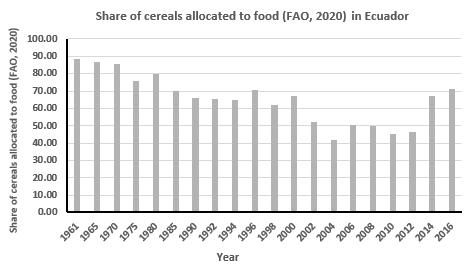 Share of cereals allocated to food (FAO, 2020) in Ecuador
Share of cereals allocated to food (FAO, 2020)
100.00
90.00
80.00
70.00
60.00
50.00
40.00
30.00
20.00
10.00
0.00
1961 1965 1970 1975 1980 1985 1990 1992 1994 1996 1998 2000 2002 2004 2006 2008 2010 2012 2014 2016
Year